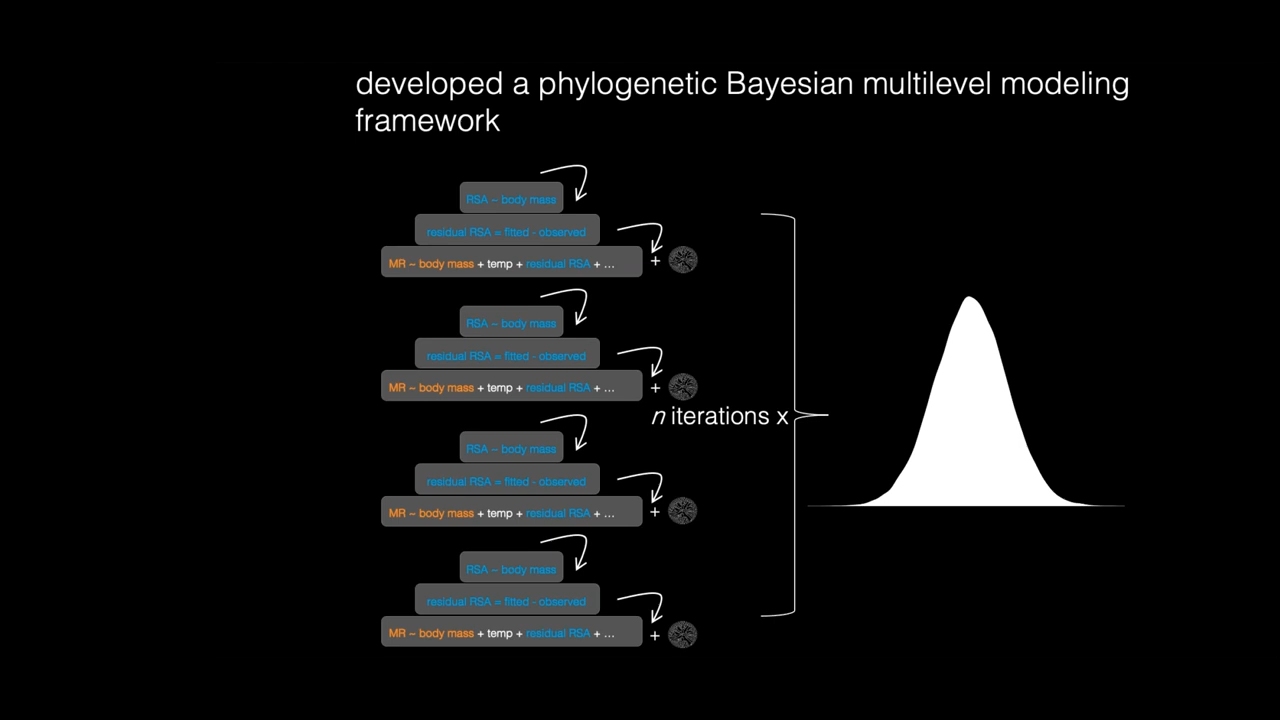 developed a phylogenetic Bayesian multilevel modeling
framework
RSA ~ body mass
residual RSA = fitted - observed
MR ~ body mass + temp + residual RSA + ... +
RSA ~ body mass
residual RSA = fitted - observed
MR ~ body mass + temp + residual RSA + ... +
n iterations x
RSA ~ body mass
residual RSA = fitted - observed
MR ~ body mass + temp + residual RSA + ... +
RSA ~ body mass
residual RSA = fitted - observed
MR ~ body mass + temp + residual RSA + ... +